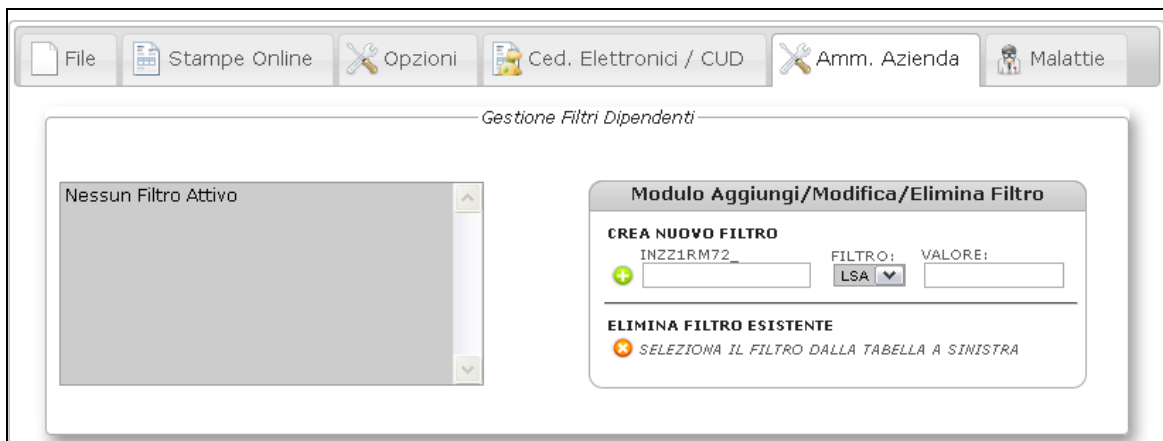 File Stampe Online Opzioni Ced. Elettronici / CUD Amm. Azienda Malattie
Gestione Filtri Dipendenti
Nessun Filtro Attivo
Modulo Aggiungi/Modifica/Elimina Filtro
CREA NUOVO FILTRO
INZZ1RM72_ FILTRO: VALORE:
LSA
ELIMINA FILTRO ESISTENTE
SELEZIONA IL FILTRO DALLA TABELLA A SINISTRA